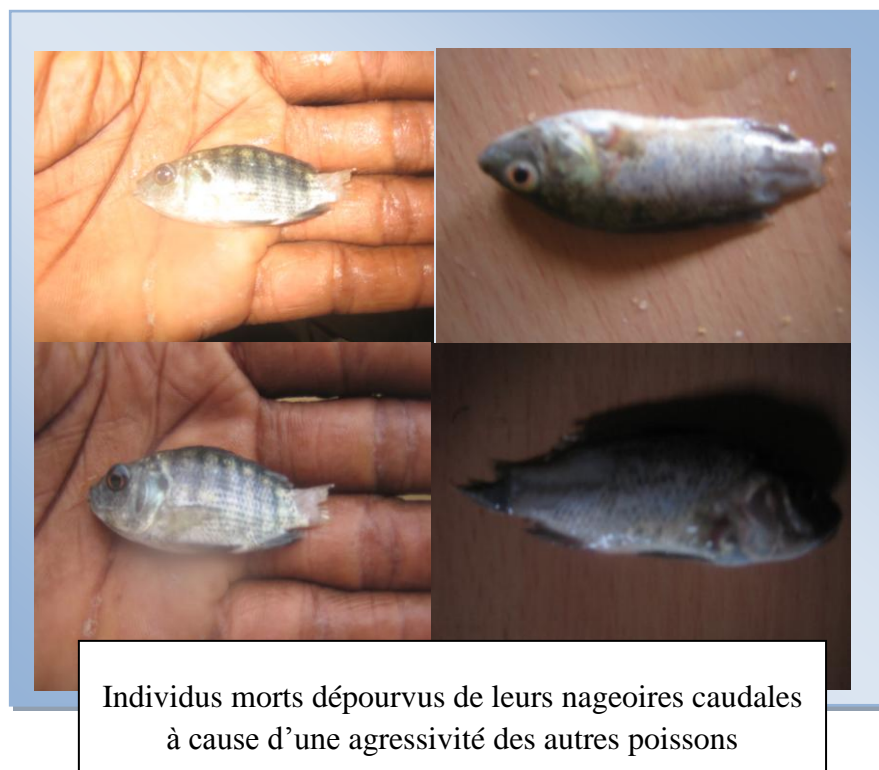 Individus morts dépourvus de leurs nageoires caudales
à cause d’une agressivité des autres poissons